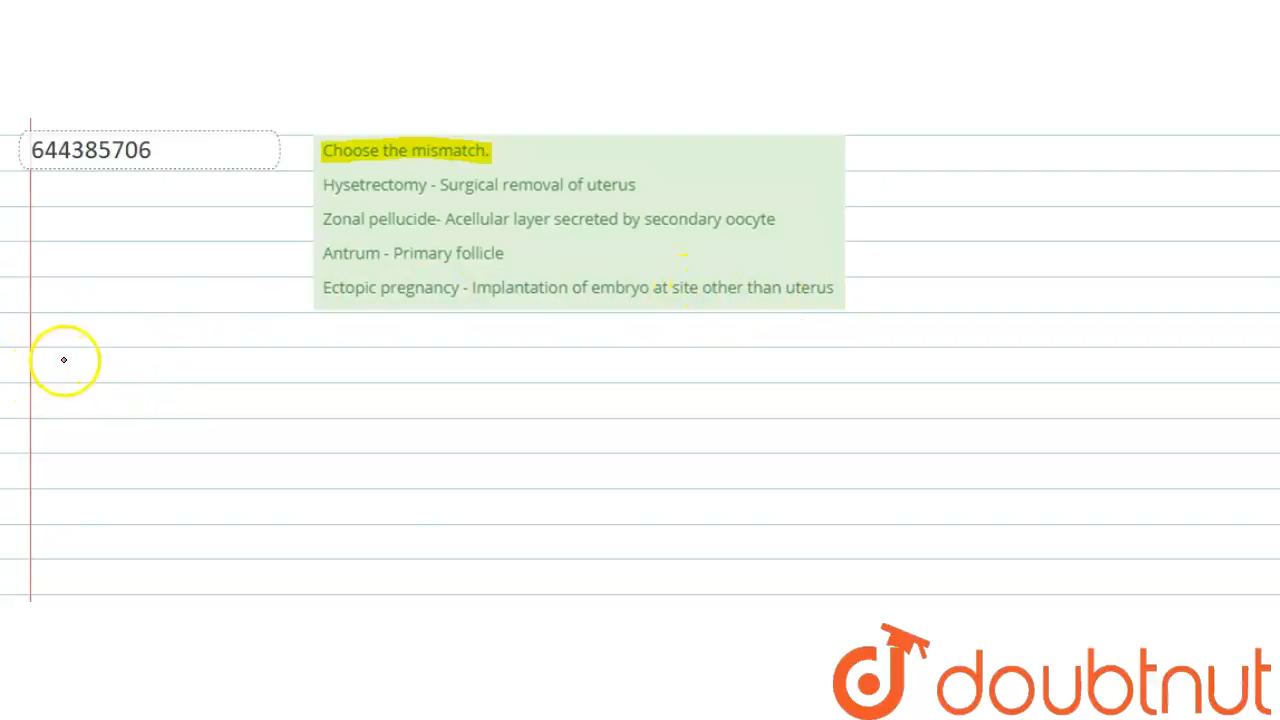 644385706
Choose the mismatch.
Hysetrectomy - Surgical removal of uterus
Zonal pellucide- Acellular layer secreted by secondary oocyte
Antrum - Primary follicle
Ectopic pregnancy - Implantation of embryo at site other than uterus
doubtnut